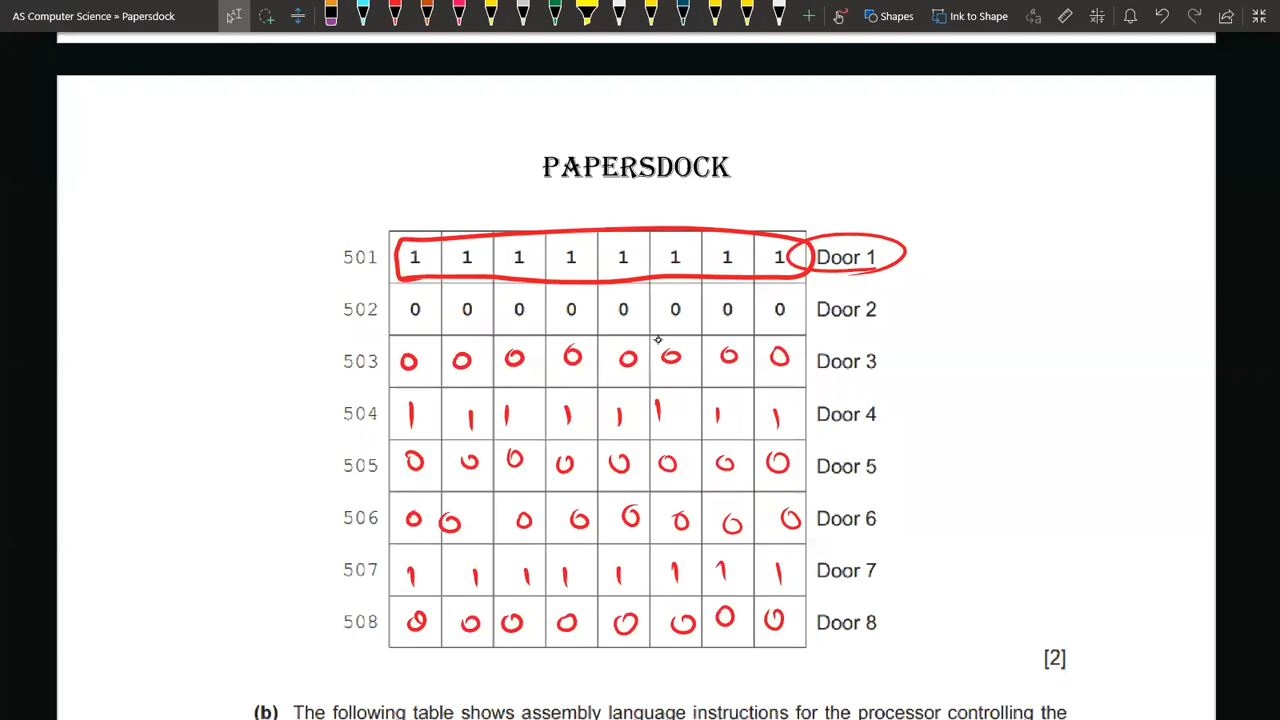 AS Computer Science » Papersdock
Shapes
Ink to Shape
PAPERSDOCK
501 1 1 1 1 1 1 1 1 Door 1
502 0 0 0 0 0 0 0 0 Door 2
503 0 0 0 0 0 0 0 0 Door 3
504 1 1 1 1 1 1 1 1 Door 4
505 0 0 0 0 0 0 0 0 Door 5
506 0 0 0 0 0 0 0 0 Door 6
507 1 1 1 1 1 1 1 1 Door 7
508 0 0 0 0 0 0 0 0 Door 8
[2]
(b) The following table shows assembly language instructions for the processor controlling the